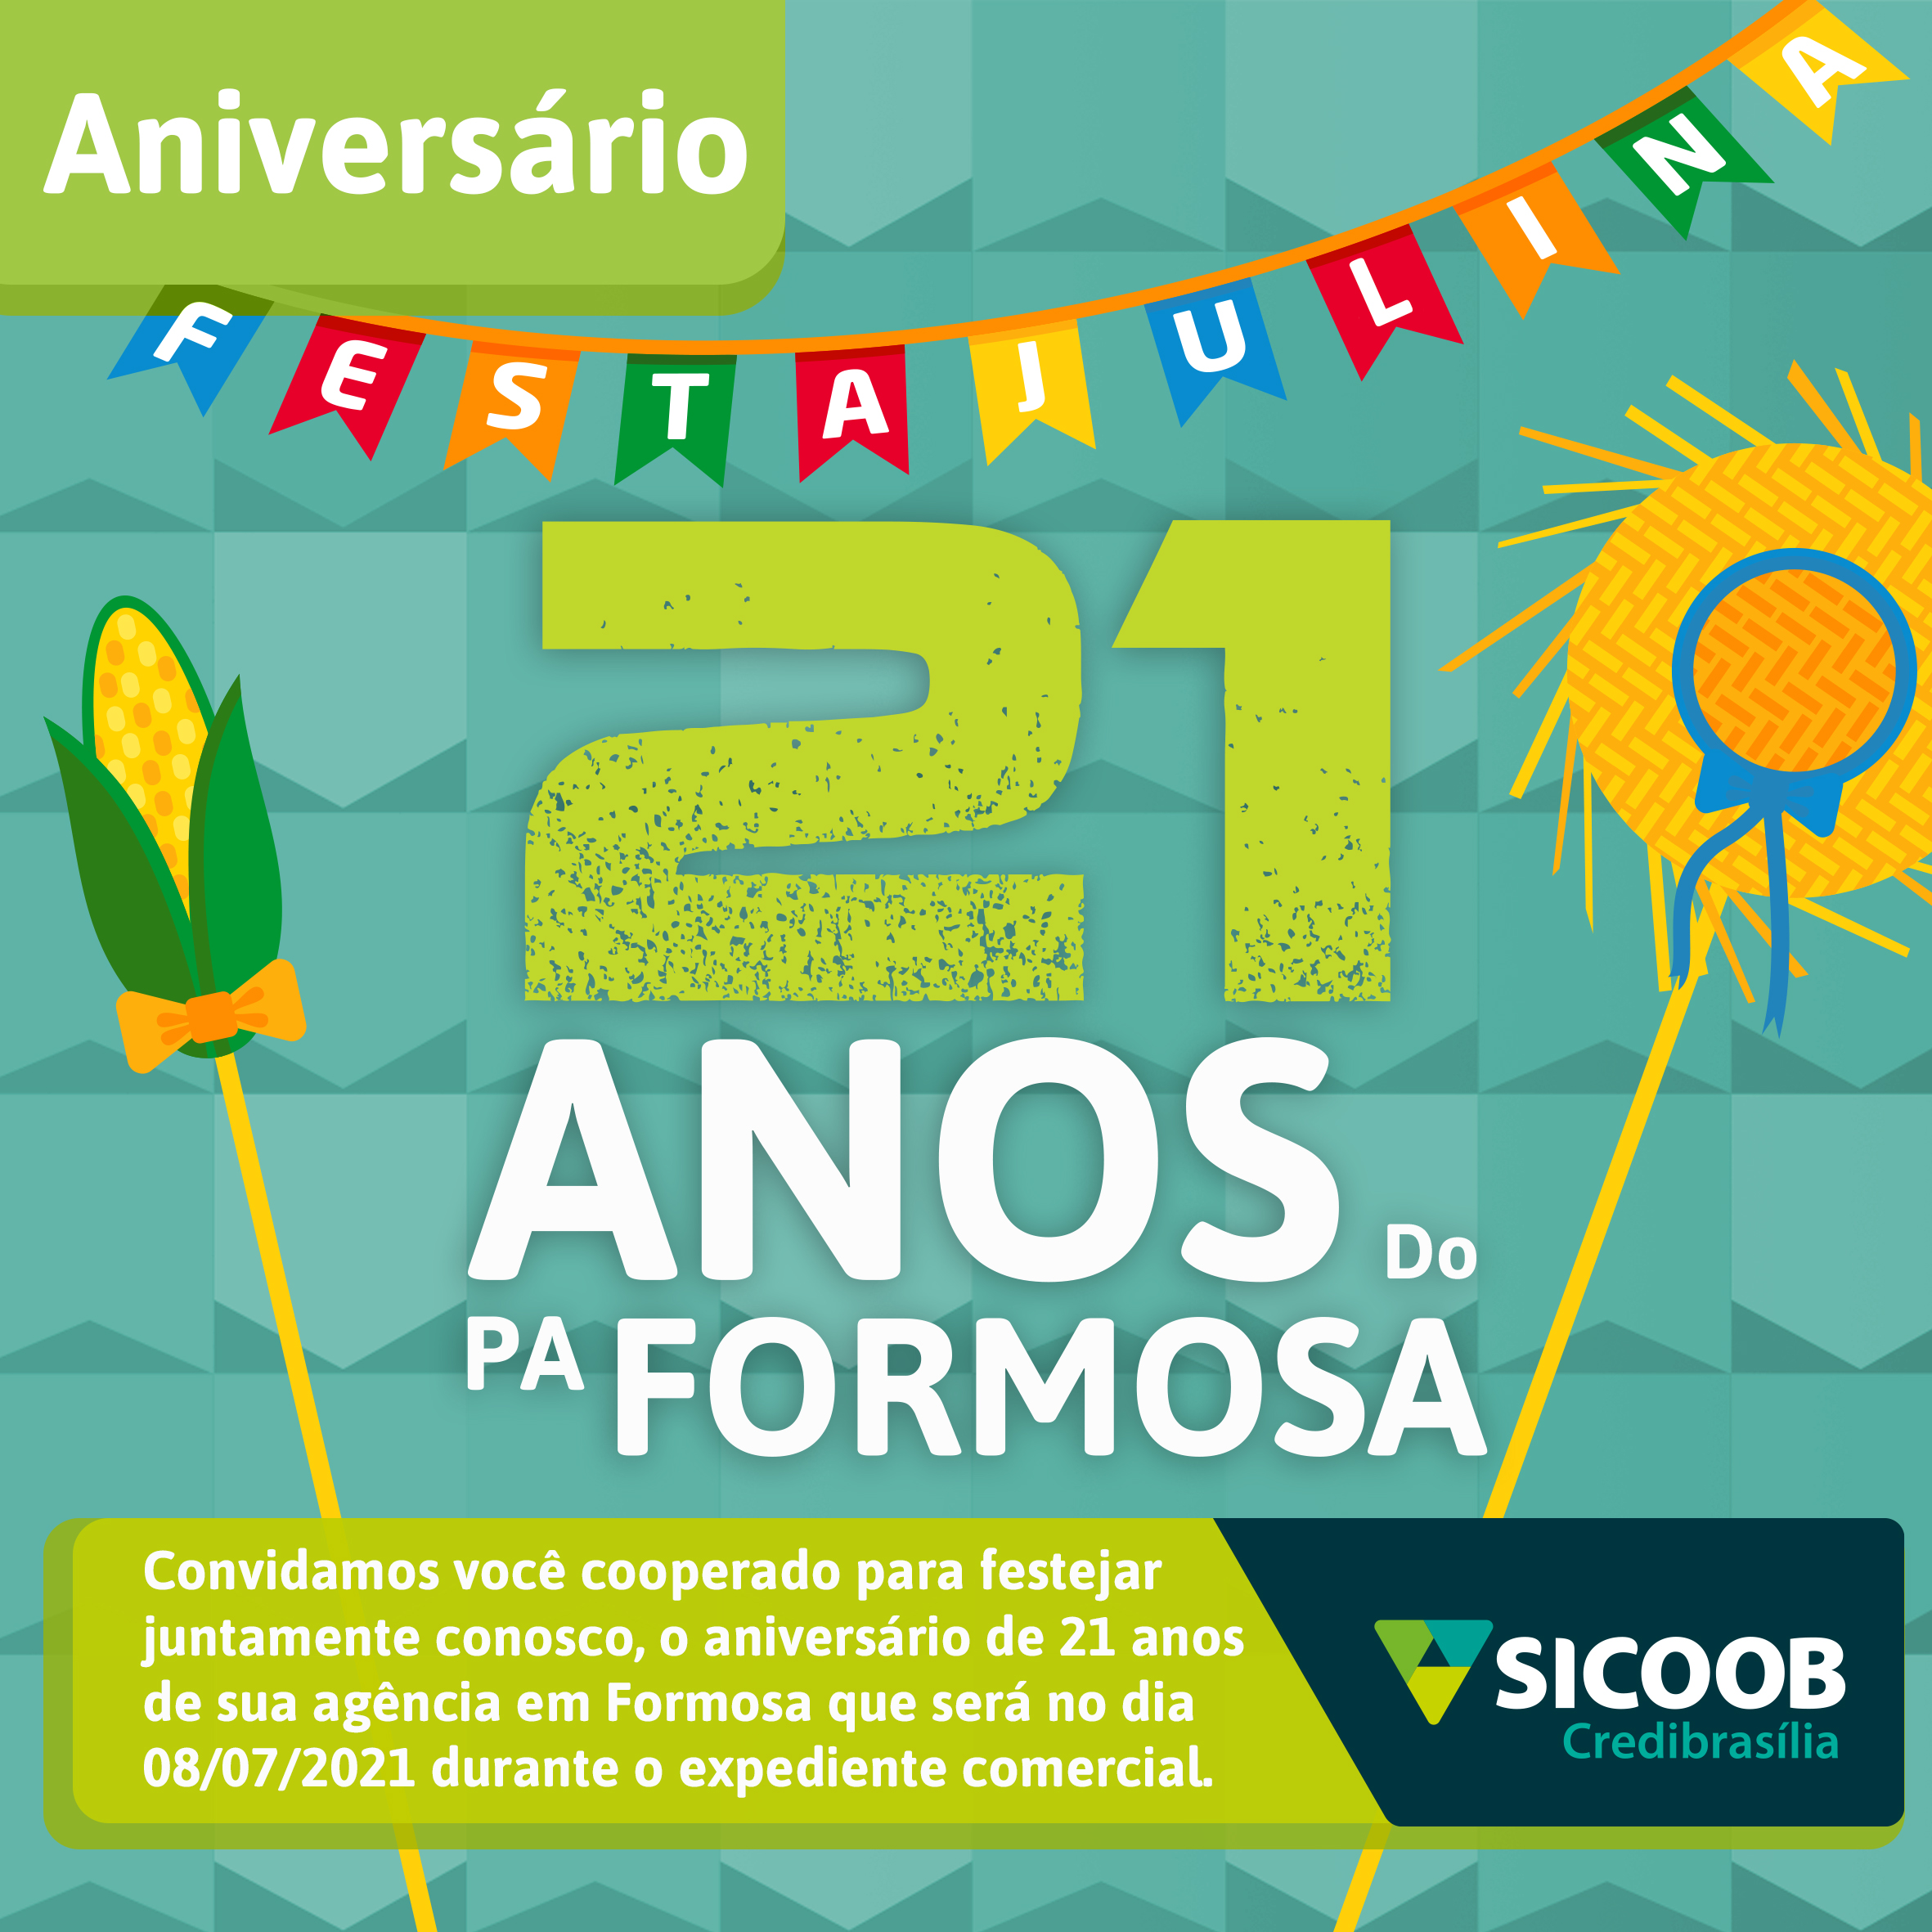 Aniversário
FESTA JULINA
21
ANOS Do
PA FORMOSA
Convidamos você cooperado para festejar
juntamente conosco, o aniversário de 21 anos
de sua agência em Formosa que será no dia
08/07/2021 durante o expediente comercial.
SICOOB
Credibrasília